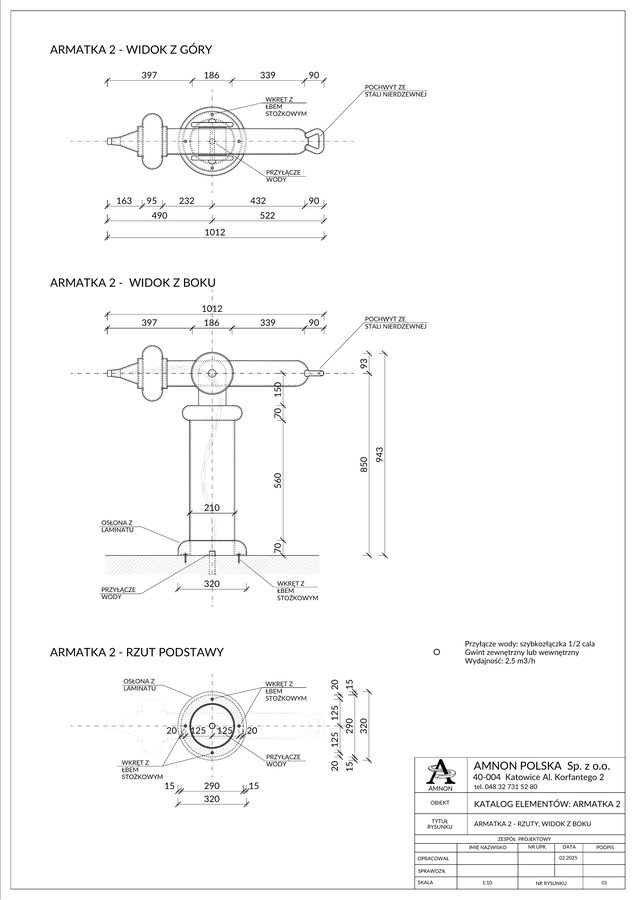 ARMATKA 2 - WIDOK Z GÓRY
397 186 339 90
WKRĘT Z
ŁBEM
STOŻKOWYM
POCHWYT ZE
STALI NIERDZEWNEJ
PRZYŁĄCZE
WODY
163 95 232 432 90
490 522
1012
ARMATKA 2 - WIDOK Z BOKU
1012
397 186 339 90
POCHWYT ZE
STALI NIERDZEWNEJ
93
150
70
850
943
560
210
OSŁONA Z
LAMINATU
70
320
PRZYŁĄCZE
WODY
WKRĘT Z
ŁBEM
STOŻKOWYM
ARMATKA 2 - RZUT PODSTAWY
Przyłącze wody: szybkozłączka 1/2 cala
Gwint zewnętrzny lub wewnętrzny
Wydajność: 2,5 m3/h
OSŁONA Z
LAMINATU
WKRĘT Z
ŁBEM
STOŻKOWYM
20 15
125
20 125 125 20
290
320
125
20 15
WKRĘT Z
ŁBEM
STOŻKOWYM
PRZYŁĄCZE
WODY
15 290 15
320
AMNON
AMNON POLSKA Sp. z o.o.
40-004 Katowice Al. Korfantego 2
tel. 048 32 731 52 80
OBIEKT KATALOG ELEMENTÓW: ARMATKA 2
TYTUŁ
RYSUNKU
ARMATKA 2 - RZUTY, WIDOK Z BOKU
ZESPÓŁ PROJEKTOWY
IMIĘ NAZWISKO NR UPR. DATA PODPIS
OPRACOWAŁ 02.2025
SPRAWDZIŁ
SKALA 1:10 NR RYSUNKU 01